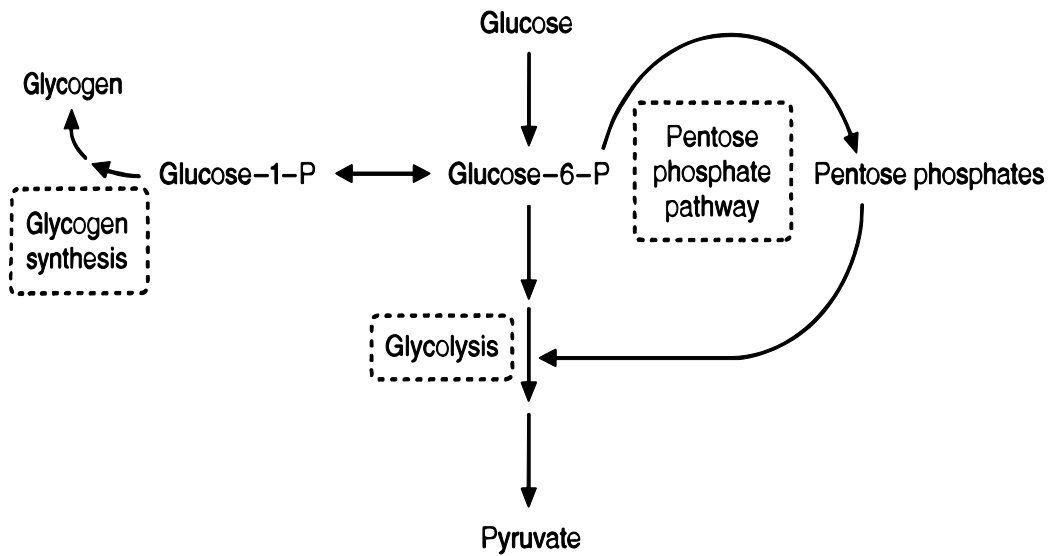 Glucose
Glycogen
Glucose–1–P
Glucose–6–P
Pentose
phosphate
pathway
Pentose phosphates
Glycogen
synthesis
Glycolysis
Pyruvate